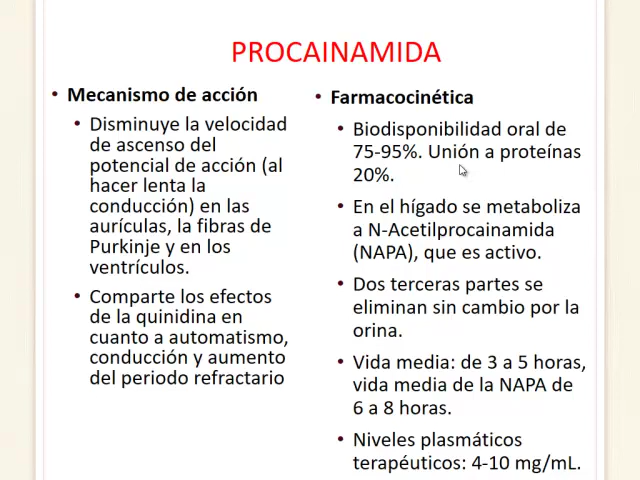 PROCAINAMIDA
• Mecanismo de acción
• Disminuye la velocidad
de ascenso del
potencial de acción (al
hacer lenta la
conducción) en las
aurículas, la fibras de
Purkinje y en los
ventrículos.
• Comparte los efectos
de la quinidina en
cuanto a automatismo,
conducción y aumento
del periodo refractario
• Farmacocinética
• Biodisponibilidad oral de
75-95%. Unión a proteínas
20%.
• En el hígado se metaboliza
a N-Acetilprocainamida
(NAPA), que es activo.
• Dos terceras partes se
eliminan sin cambio por la
orina.
• Vida media: de 3 a 5 horas,
vida media de la NAPA de
6 a 8 horas.
• Niveles plasmáticos
terapéuticos: 4-10 mg/mL.